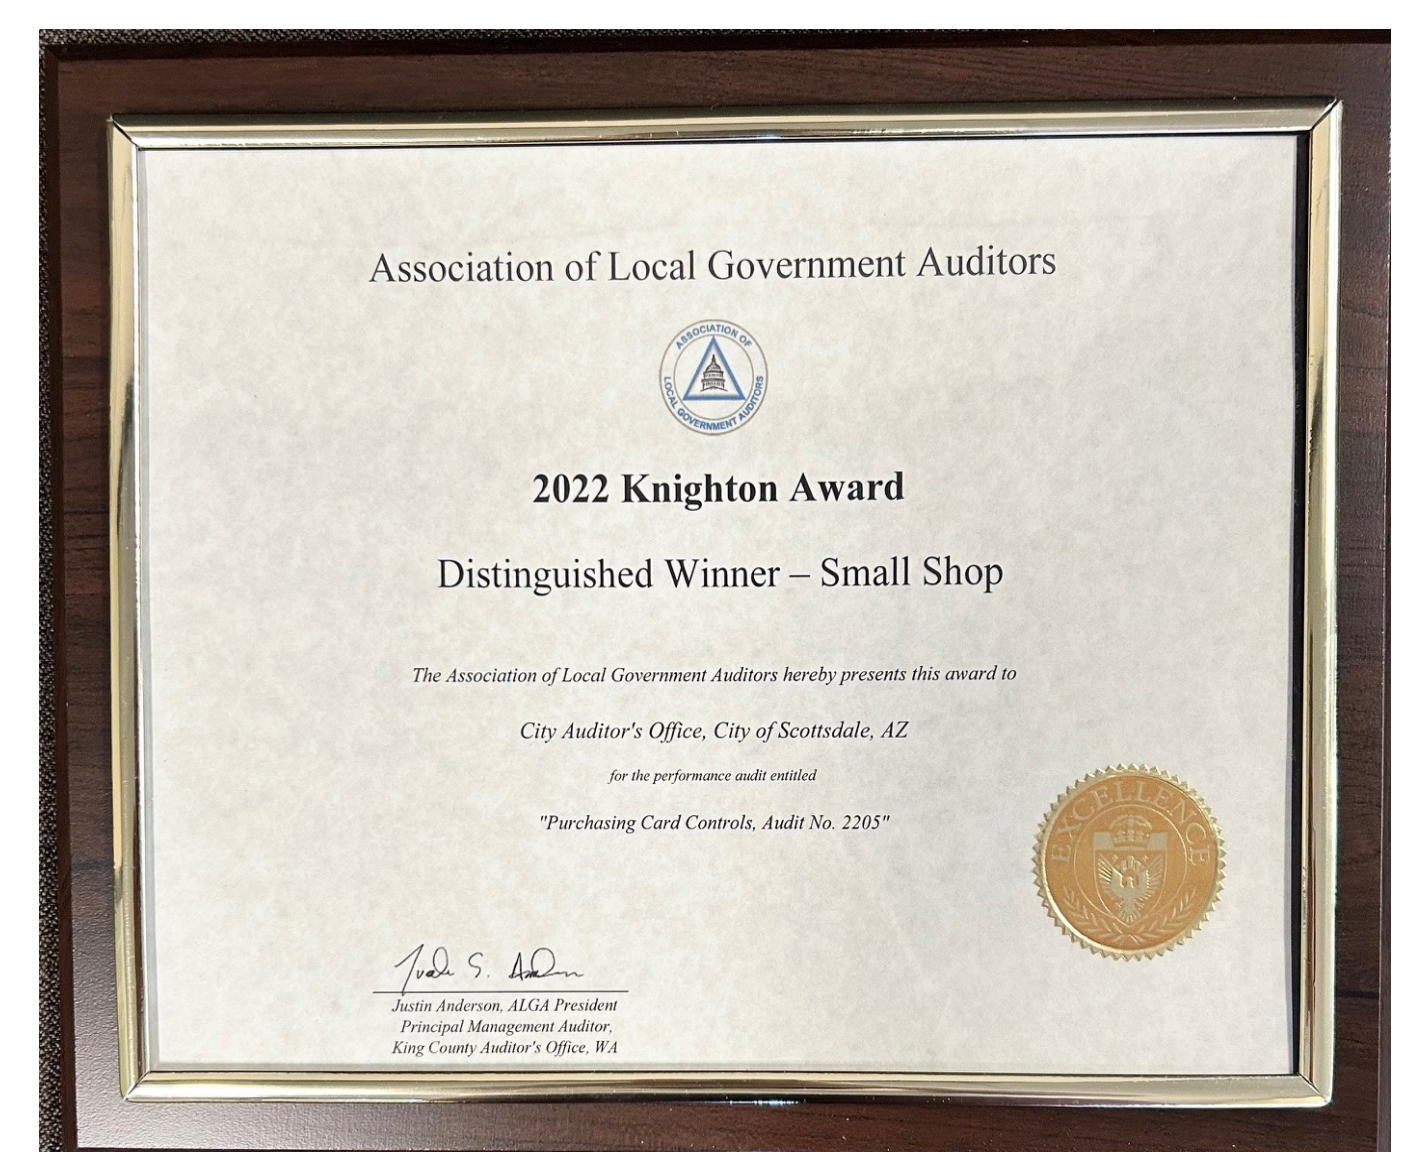 Association of Local Government Auditors
ASSOCIATION OF
LOCAL GOVERNMENT AUDITORS
2022 Knighton Award
Distinguished Winner – Small Shop
The Association of Local Government Auditors hereby presents this award to
City Auditor's Office, City of Scottsdale, AZ
for the performance audit entitled
"Purchasing Card Controls, Audit No. 2205"
EXCELLENCE
Justin Anderson, ALGA President
Principal Management Auditor,
King County Auditor's Office, WA